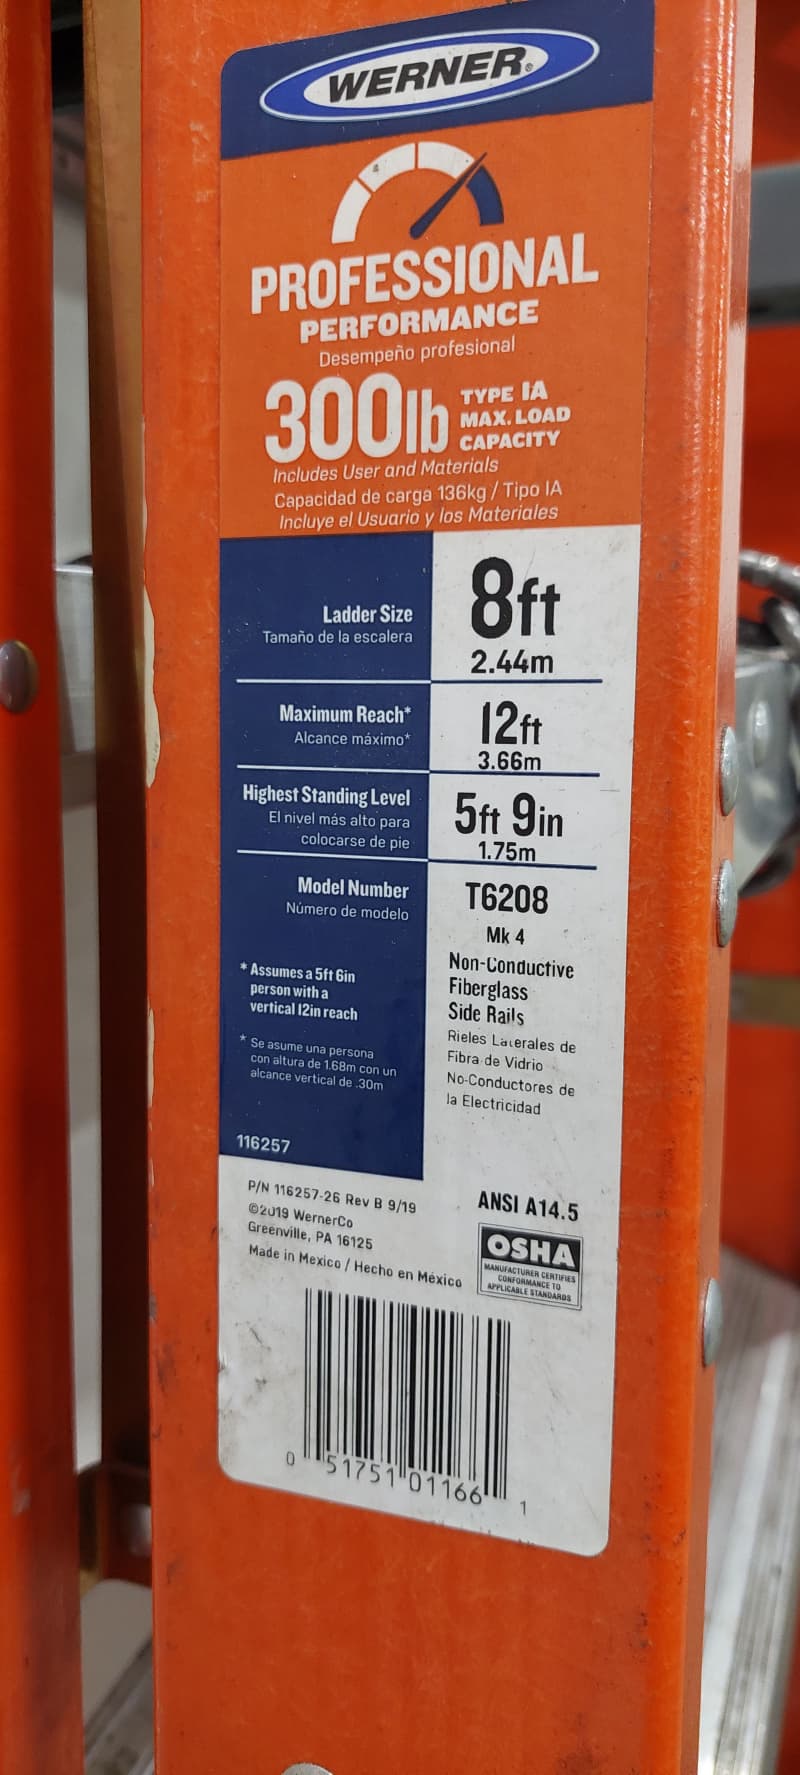 WERNER®
PROFESSIONAL
PERFORMANCE
Desempeño profesional
300lb TYPE IA MAX. LOAD CAPACITY
Includes User and Materials
Capacidad de carga 136kg / Tipo IA
Incluye el Usuario y los Materiales
Ladder Size 8ft
Tamaño de la escalera 2.44m
Maximum Reach* 12ft
Alcance máximo* 3.66m
Highest Standing Level 5ft 9in
El nivel más alto para
colocarse de pie 1.75m
Model Number T6208
Número de modelo
Mk 4
* Assumes a 5ft 6in
person with a
vertical 12in reach
* Se asume una persona
con altura de 1.68m con un
alcance vertical de .30m
116257
Non-Conductive
Fiberglass
Side Rails
Rieles Laterales de
Fibra de Vidrio
No-Conductores de
la Electricidad
P/N 116257-26 Rev B 9/19
©2019 WernerCo
Greenville, PA 16125
Made in Mexico / Hecho en México
ANSI A14.5
OSHA
MANUFACTURER CERTIFIES
CONFORMANCE TO
APPLICABLE STANDARDS
0 51751 01166 1